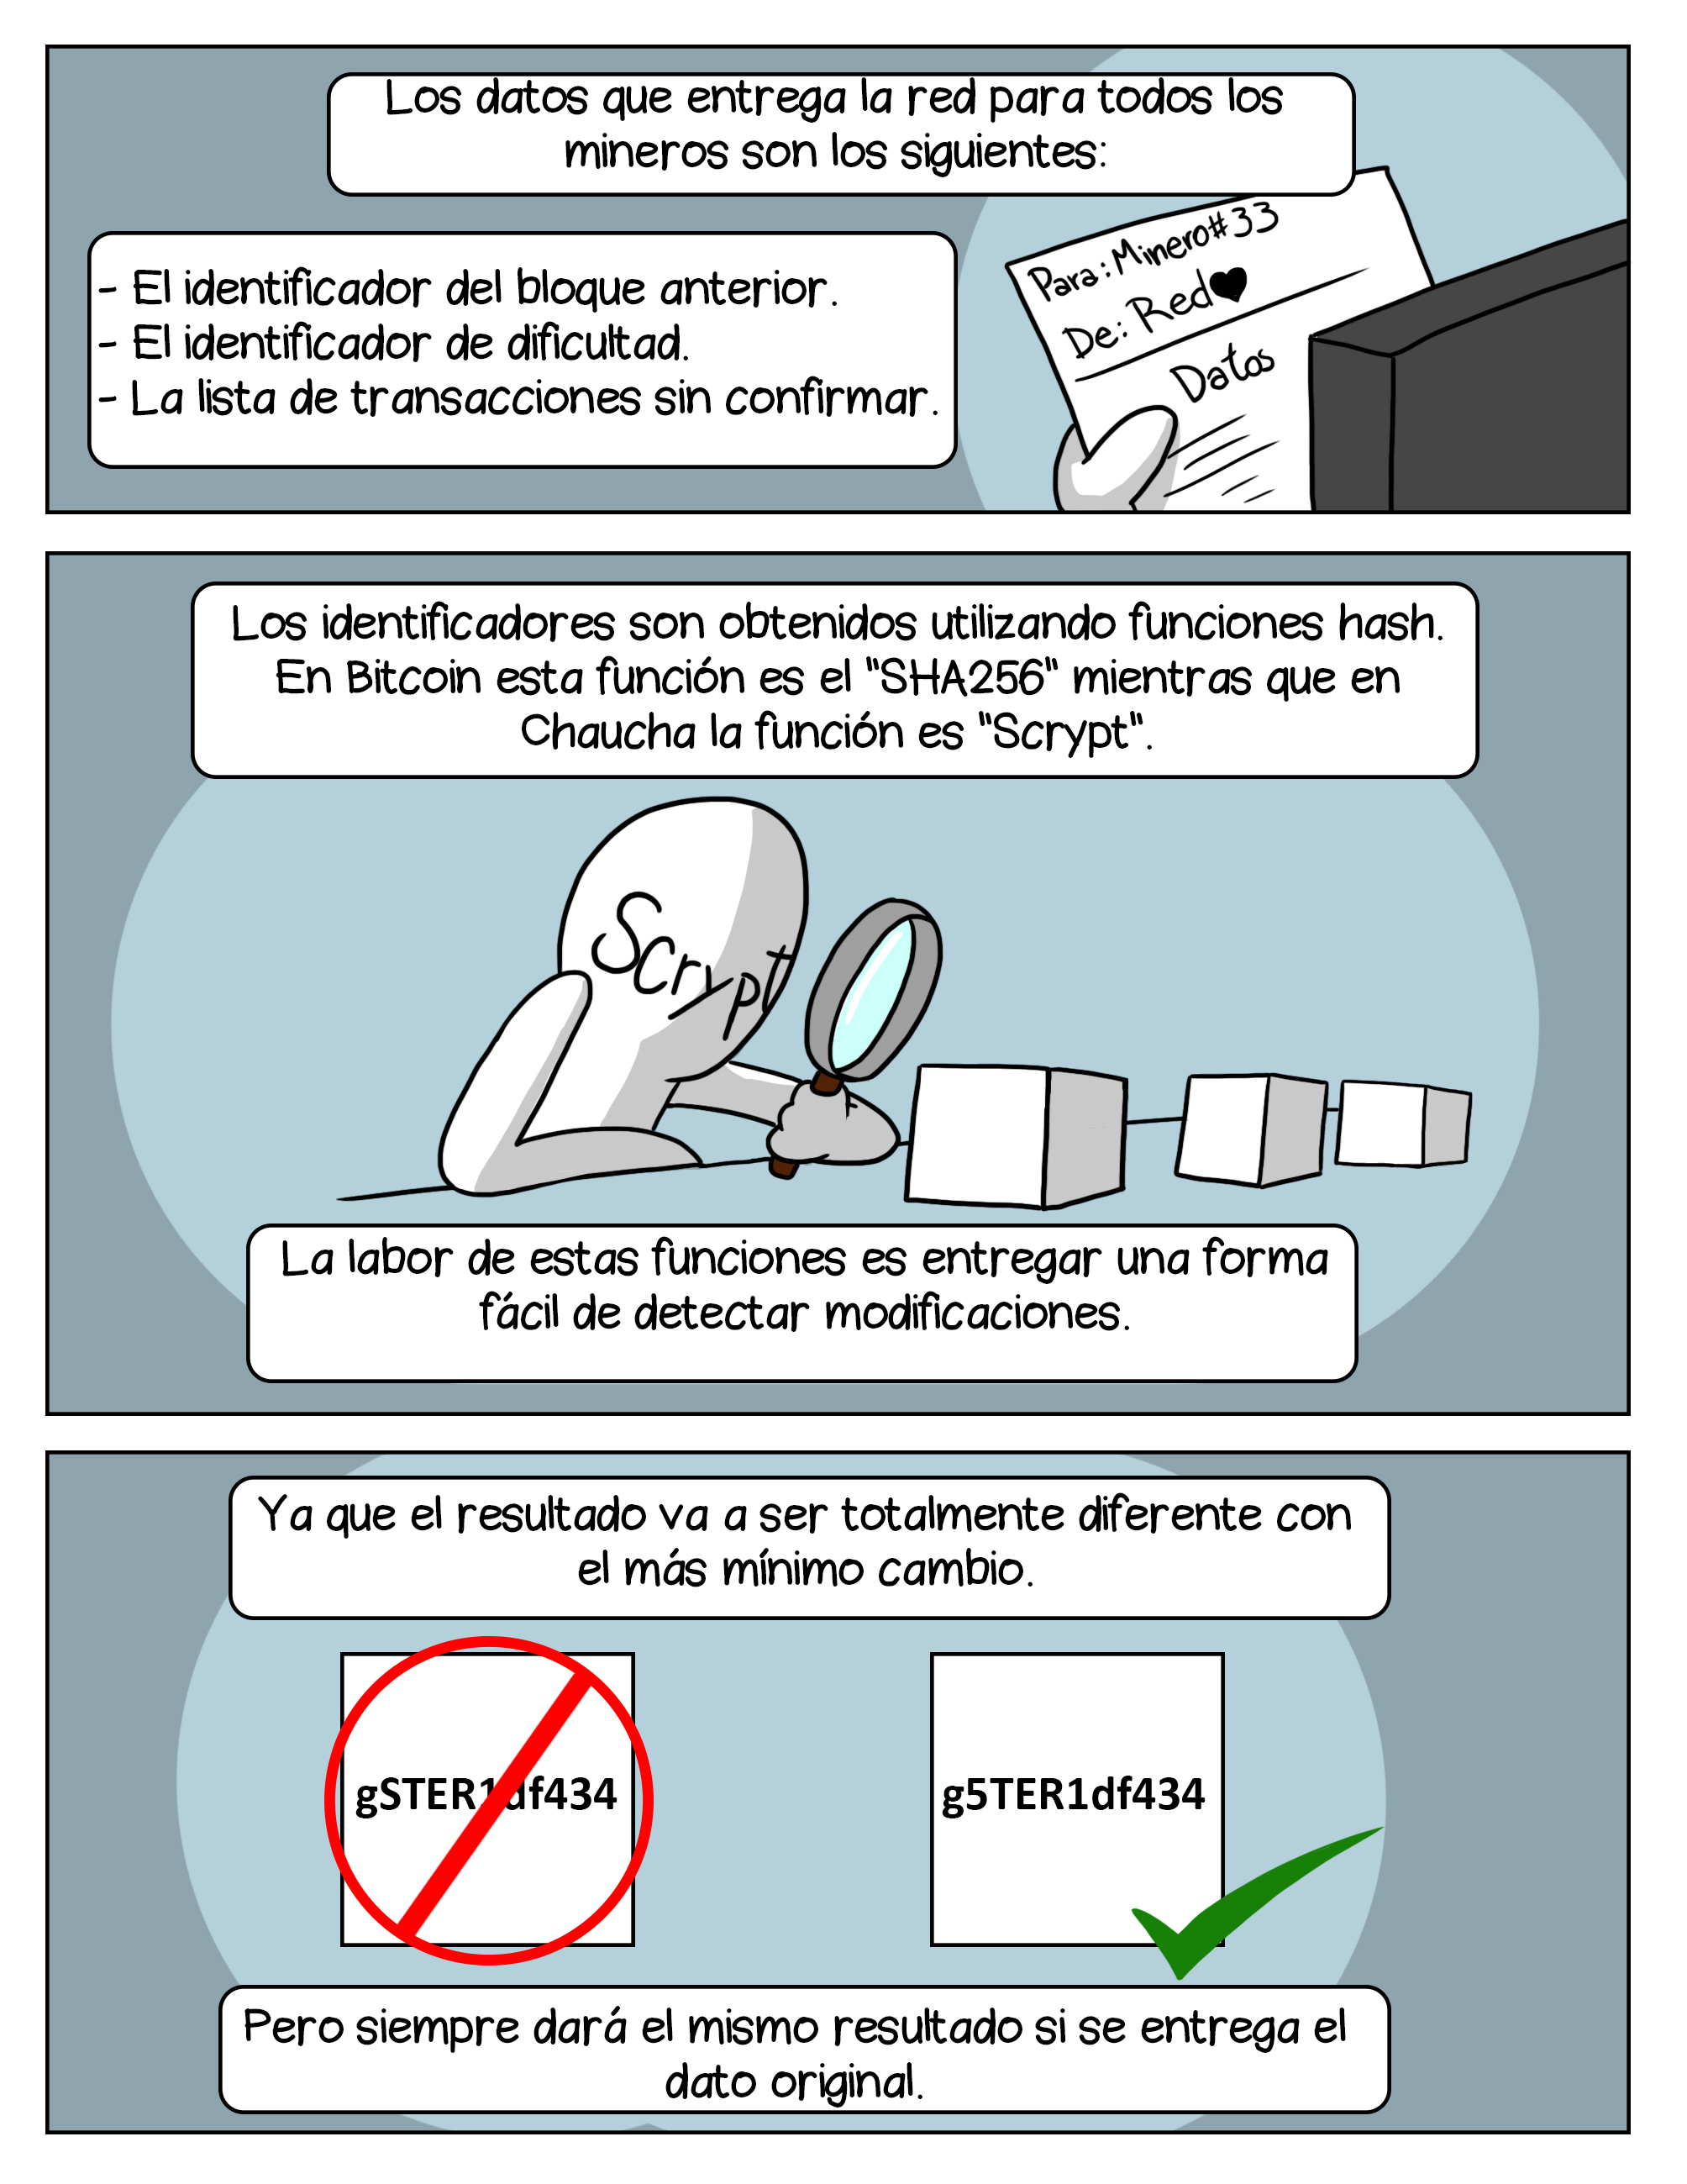 Los datos que entrega la red para todos los
mineros son los siguientes:
- El identificador del bloque anterior.
- El identificador de dificultad.
- La lista de transacciones sin confirmar.
Para: Minero#33
De: Red♥
Datos
Los identificadores son obtenidos utilizando funciones hash.
En Bitcoin esta función es el "SHA256" mientras que en
Chaucha la función es "Scrypt".
Scrypt
La labor de estas funciones es entregar una forma
fácil de detectar modificaciones.
Ya que el resultado va a ser totalmente diferente con
el más mínimo cambio.
gSTER1df434
g5TER1df434
Pero siempre dará el mismo resultado si se entrega el
dato original.